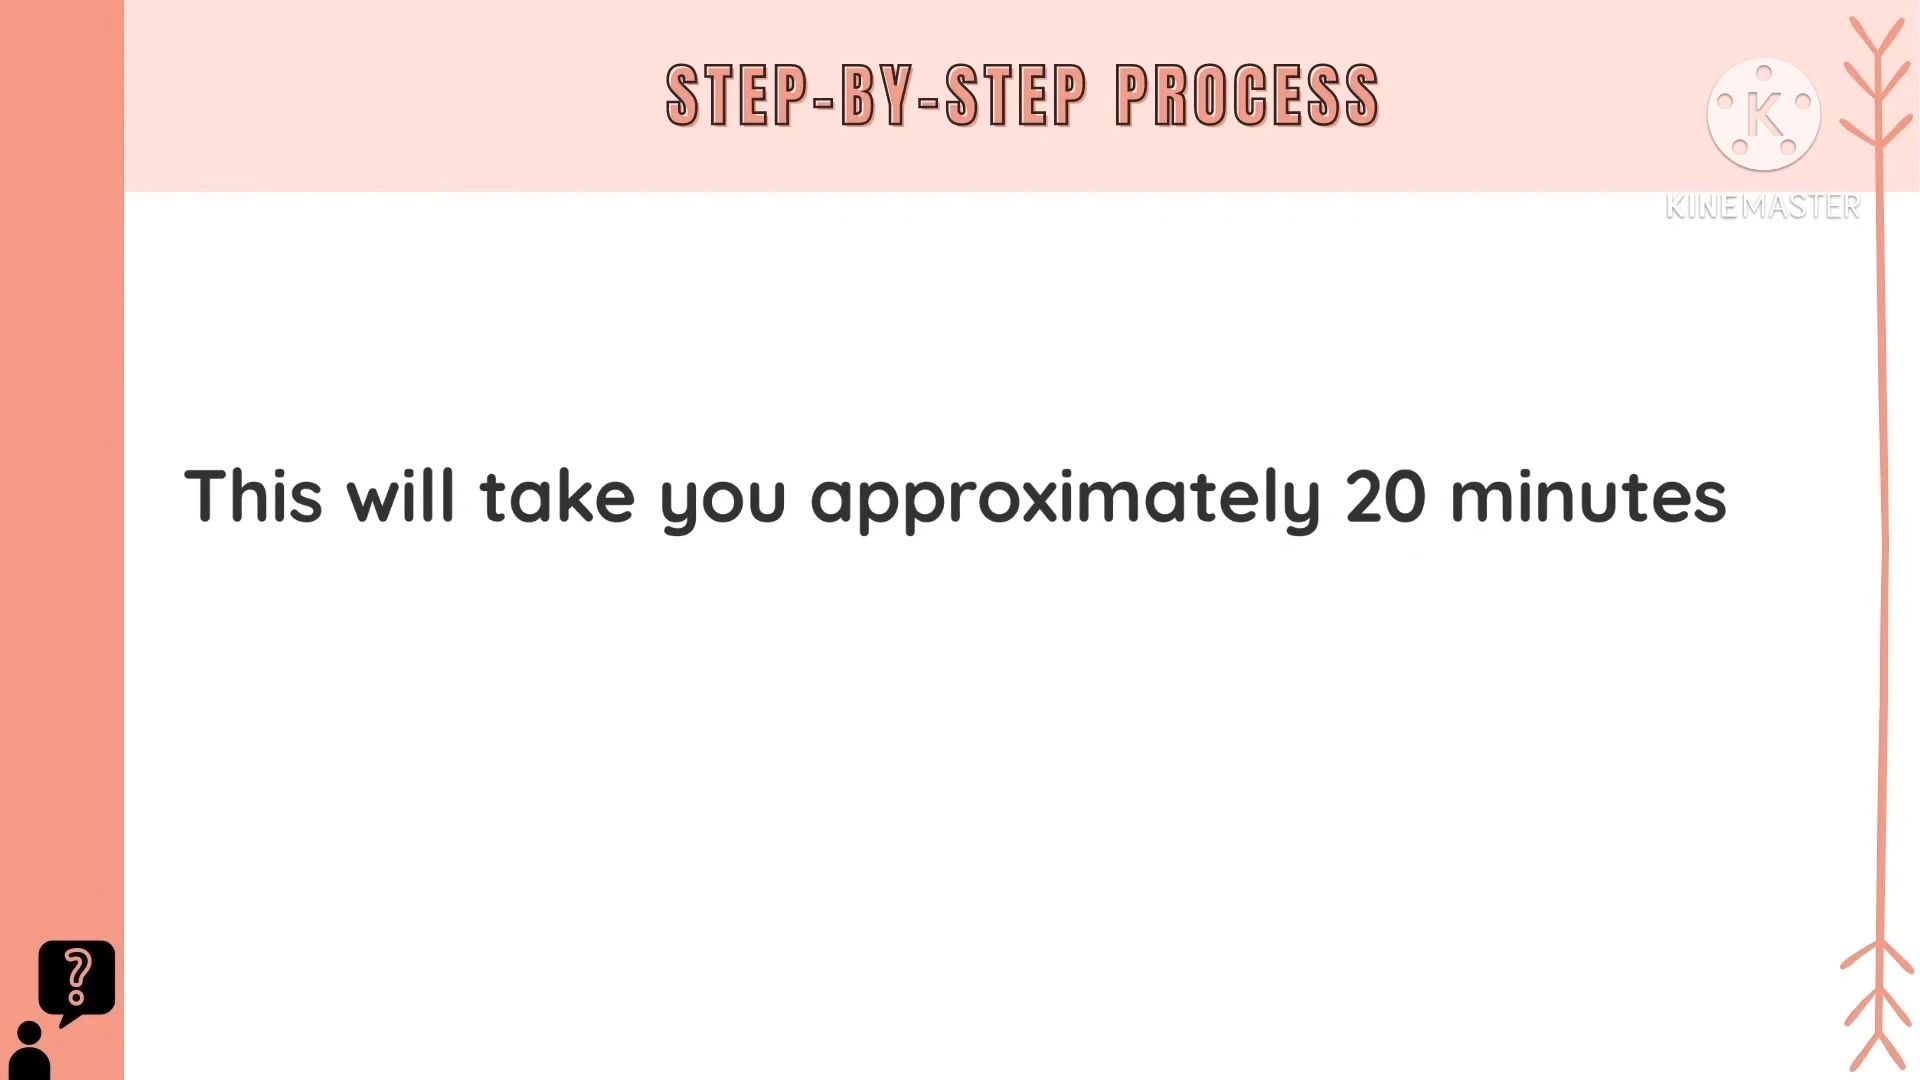 STEP-BY-STEP PROCESS
K
KINEMASTER
This will take you approximately 20 minutes
?